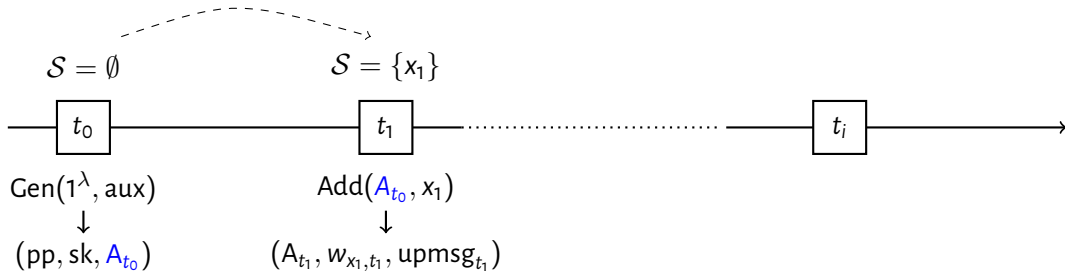 𝒮 = ∅ 𝒮 = {x₁}
t₀ t₁ tᵢ
Gen(1^λ, aux) Add(A_{t₀}, x₁)
↓ ↓
(pp, sk, A_{t₀}) (A_{t₁}, w_{x₁,t₁}, upmsg_{t₁})